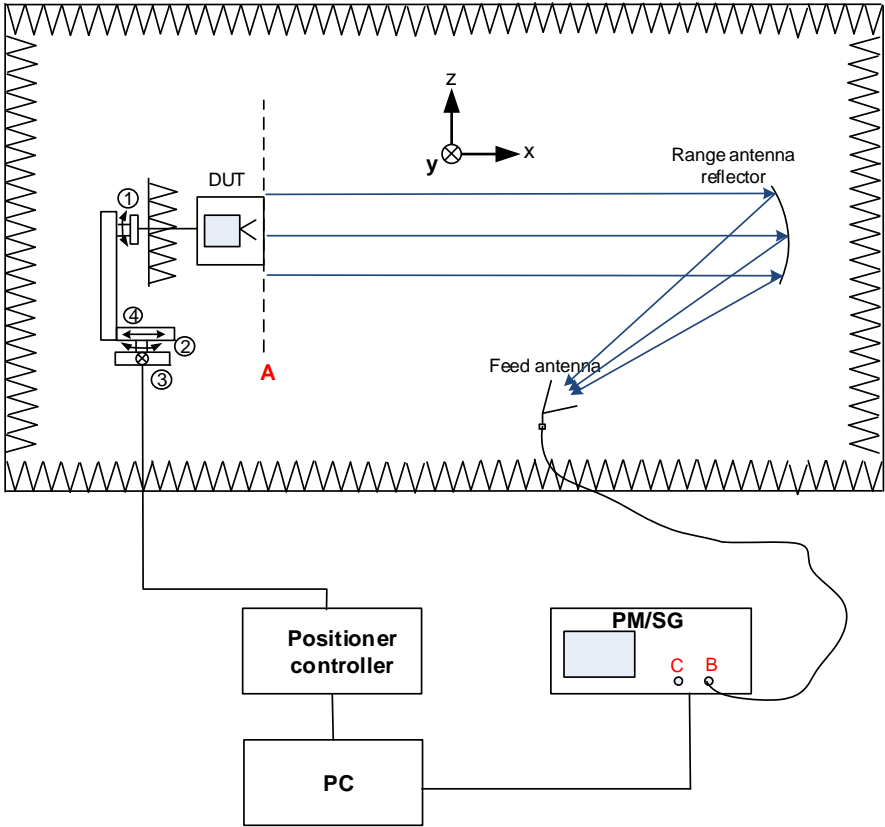 z
x
y
Range antenna
reflector
DUT
①
④
②
③
A
Feed antenna
PM/SG
C
B
Positioner
controller
PC